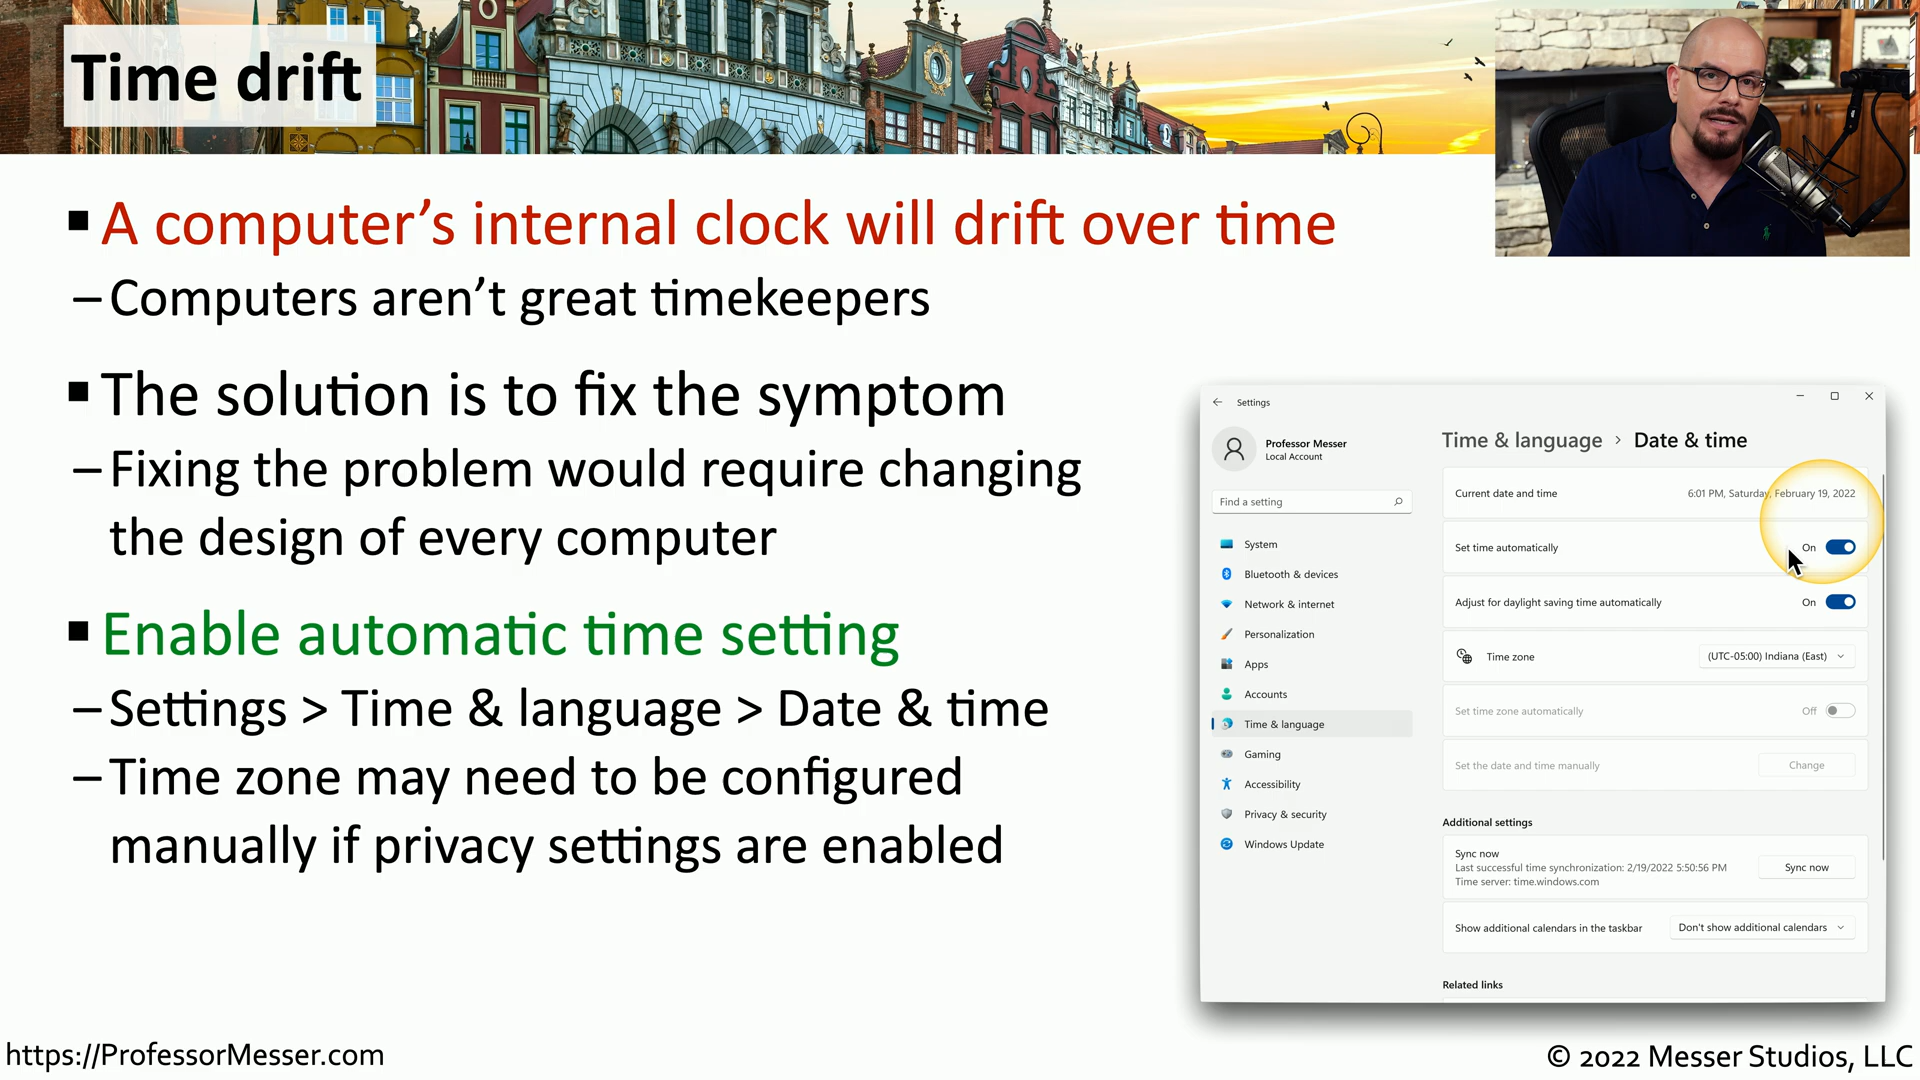 Time drift
■ A computer's internal clock will drift over time
– Computers aren't great timekeepers
■ The solution is to fix the symptom
– Fixing the problem would require changing
the design of every computer
■ Enable automatic time setting
– Settings > Time & language > Date & time
– Time zone may need to be configured
manually if privacy settings are enabled
Settings
Professor Messer
Local Account
Find a setting
System
Bluetooth & devices
Network & internet
Personalization
Apps
Accounts
Time & language
Gaming
Accessibility
Privacy & security
Windows Update
Time & language > Date & time
Current date and time 6:01 PM, Saturday, February 19, 2022
Set time automatically On
Adjust for daylight saving time automatically On
Time zone (UTC-05:00) Indiana (East)
Set time zone automatically Off
Set the date and time manually Change
Additional settings
Sync now
Last successful time synchronization: 2/19/2022 5:50:56 PM
Time server: time.windows.com
Sync now
Show additional calendars in the taskbar Don't show additional calendars
Related links
https://ProfessorMesser.com
© 2022 Messer Studios, LLC